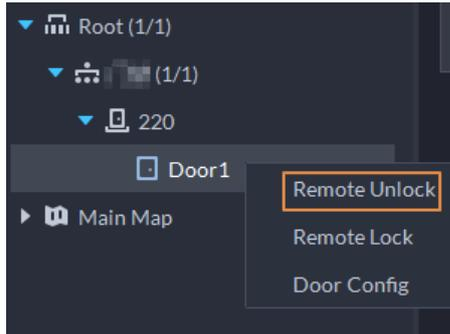 Root (1/1)
(1/1)
220
Door1
Remote Unlock
Main Map
Remote Lock
Door Config